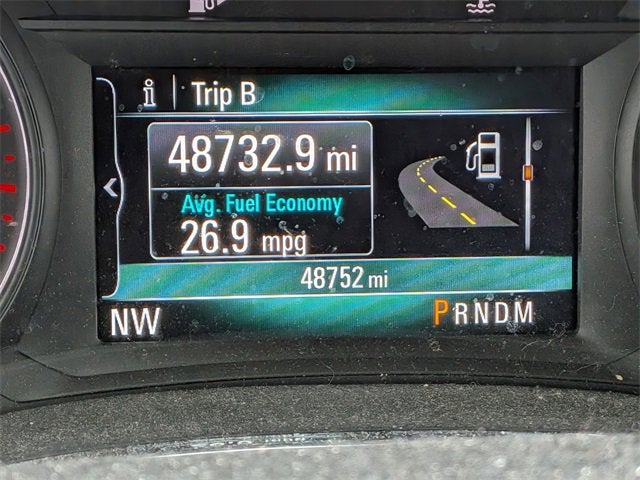 i Trip B
48732.9 mi
Avg. Fuel Economy
26.9 mpg
48752 mi
NW PRNDM